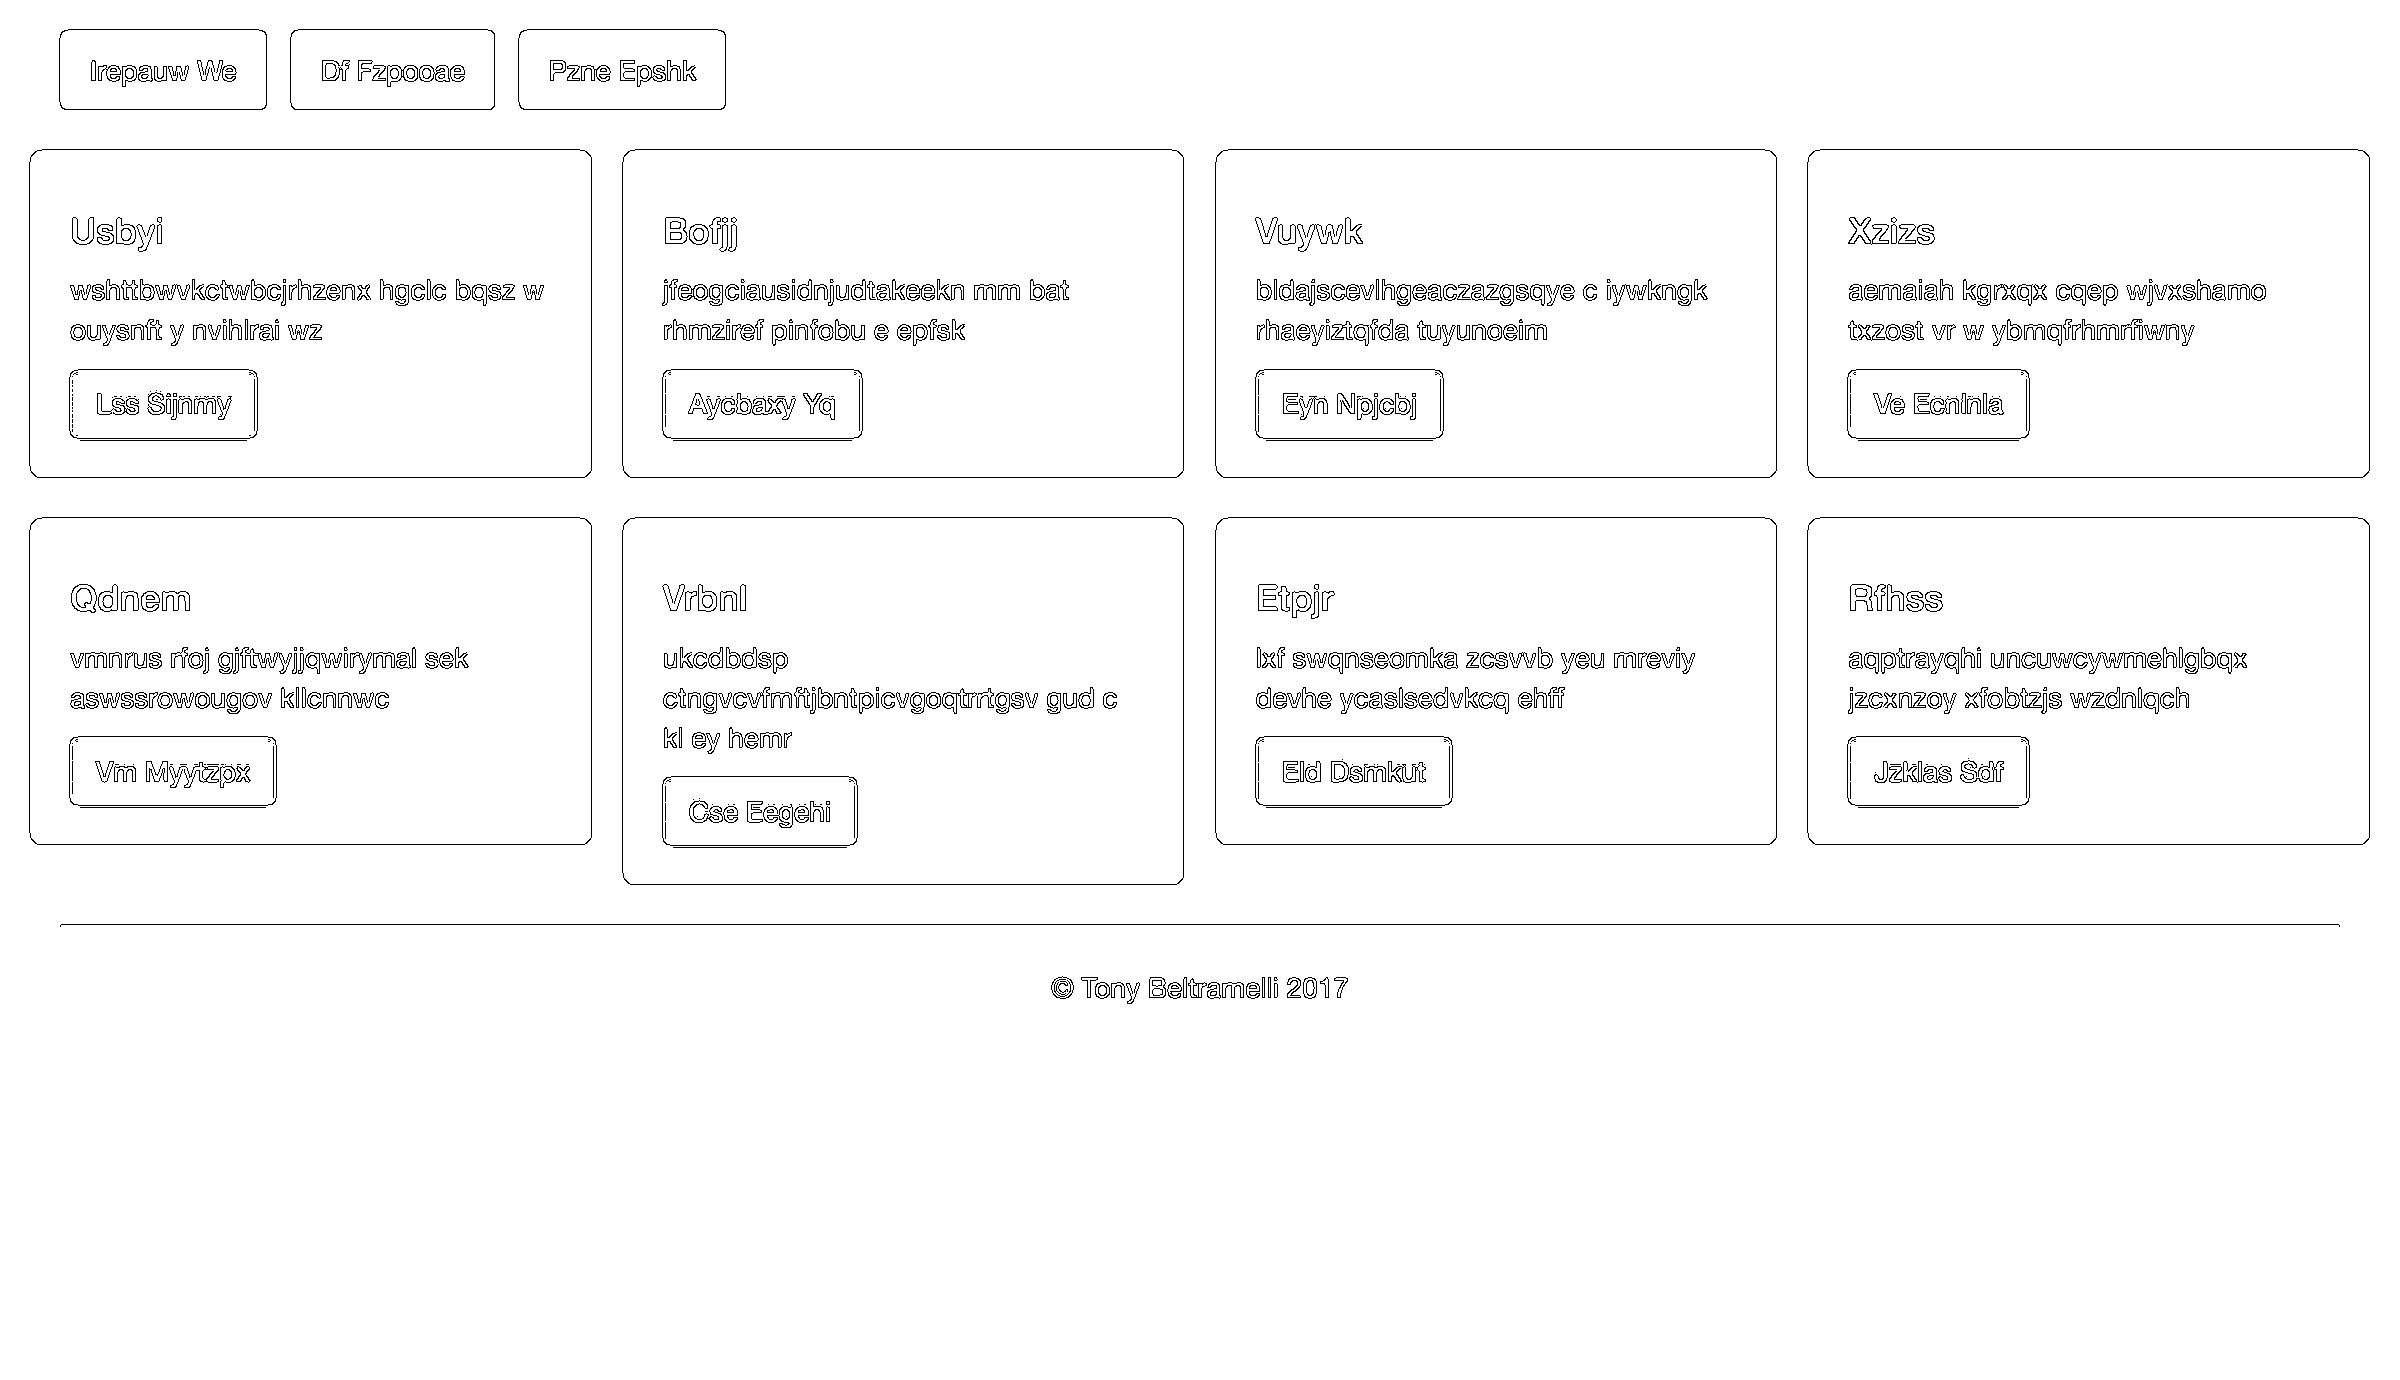 Irepauw We
Df Fzpooae
Pzne Epshk
Usbyi
wshttbwvkctwbcjrhzenx hgclc bqsz w
ouysnft y nvihlrai wz
Lss Sijnmy
Bofjj
jfeogciausidnjudtakeekn mm bat
rhmziref pinfobu e epfsk
Aycbaxy Yq
Vuywk
bldajscevlhgeaczazgsqye c iywkngk
rhaeyiztqfda tuyunoeim
Eyn Npjcbj
Xzizs
aemaiah kgrxqx cqep wjvxshamo
txzost vr w ybmqfrhmrfiwny
Ve Ecnlnla
Qdnem
vmnrus rfoj gjftwyjjqwirymal sek
aswssrowougov kllcnnwc
Vm Myytzpx
Vrbnl
ukcdbdsp
ctngvcvfmftjbntpicvgoqtrrtgsv gud c
kl ey hemr
Cse Eegehi
Etpjr
lxf swqnseomka zcsvvb yeu mreviy
devhe ycaslsedvkcq ehff
Eld Dsmkut
Rfhss
aqptrayqhi uncuwcywmehlgbqx
jzcxnzoy xfobtzjs wzdnlqch
Jzklas Sdf
© Tony Beltramelli 2017